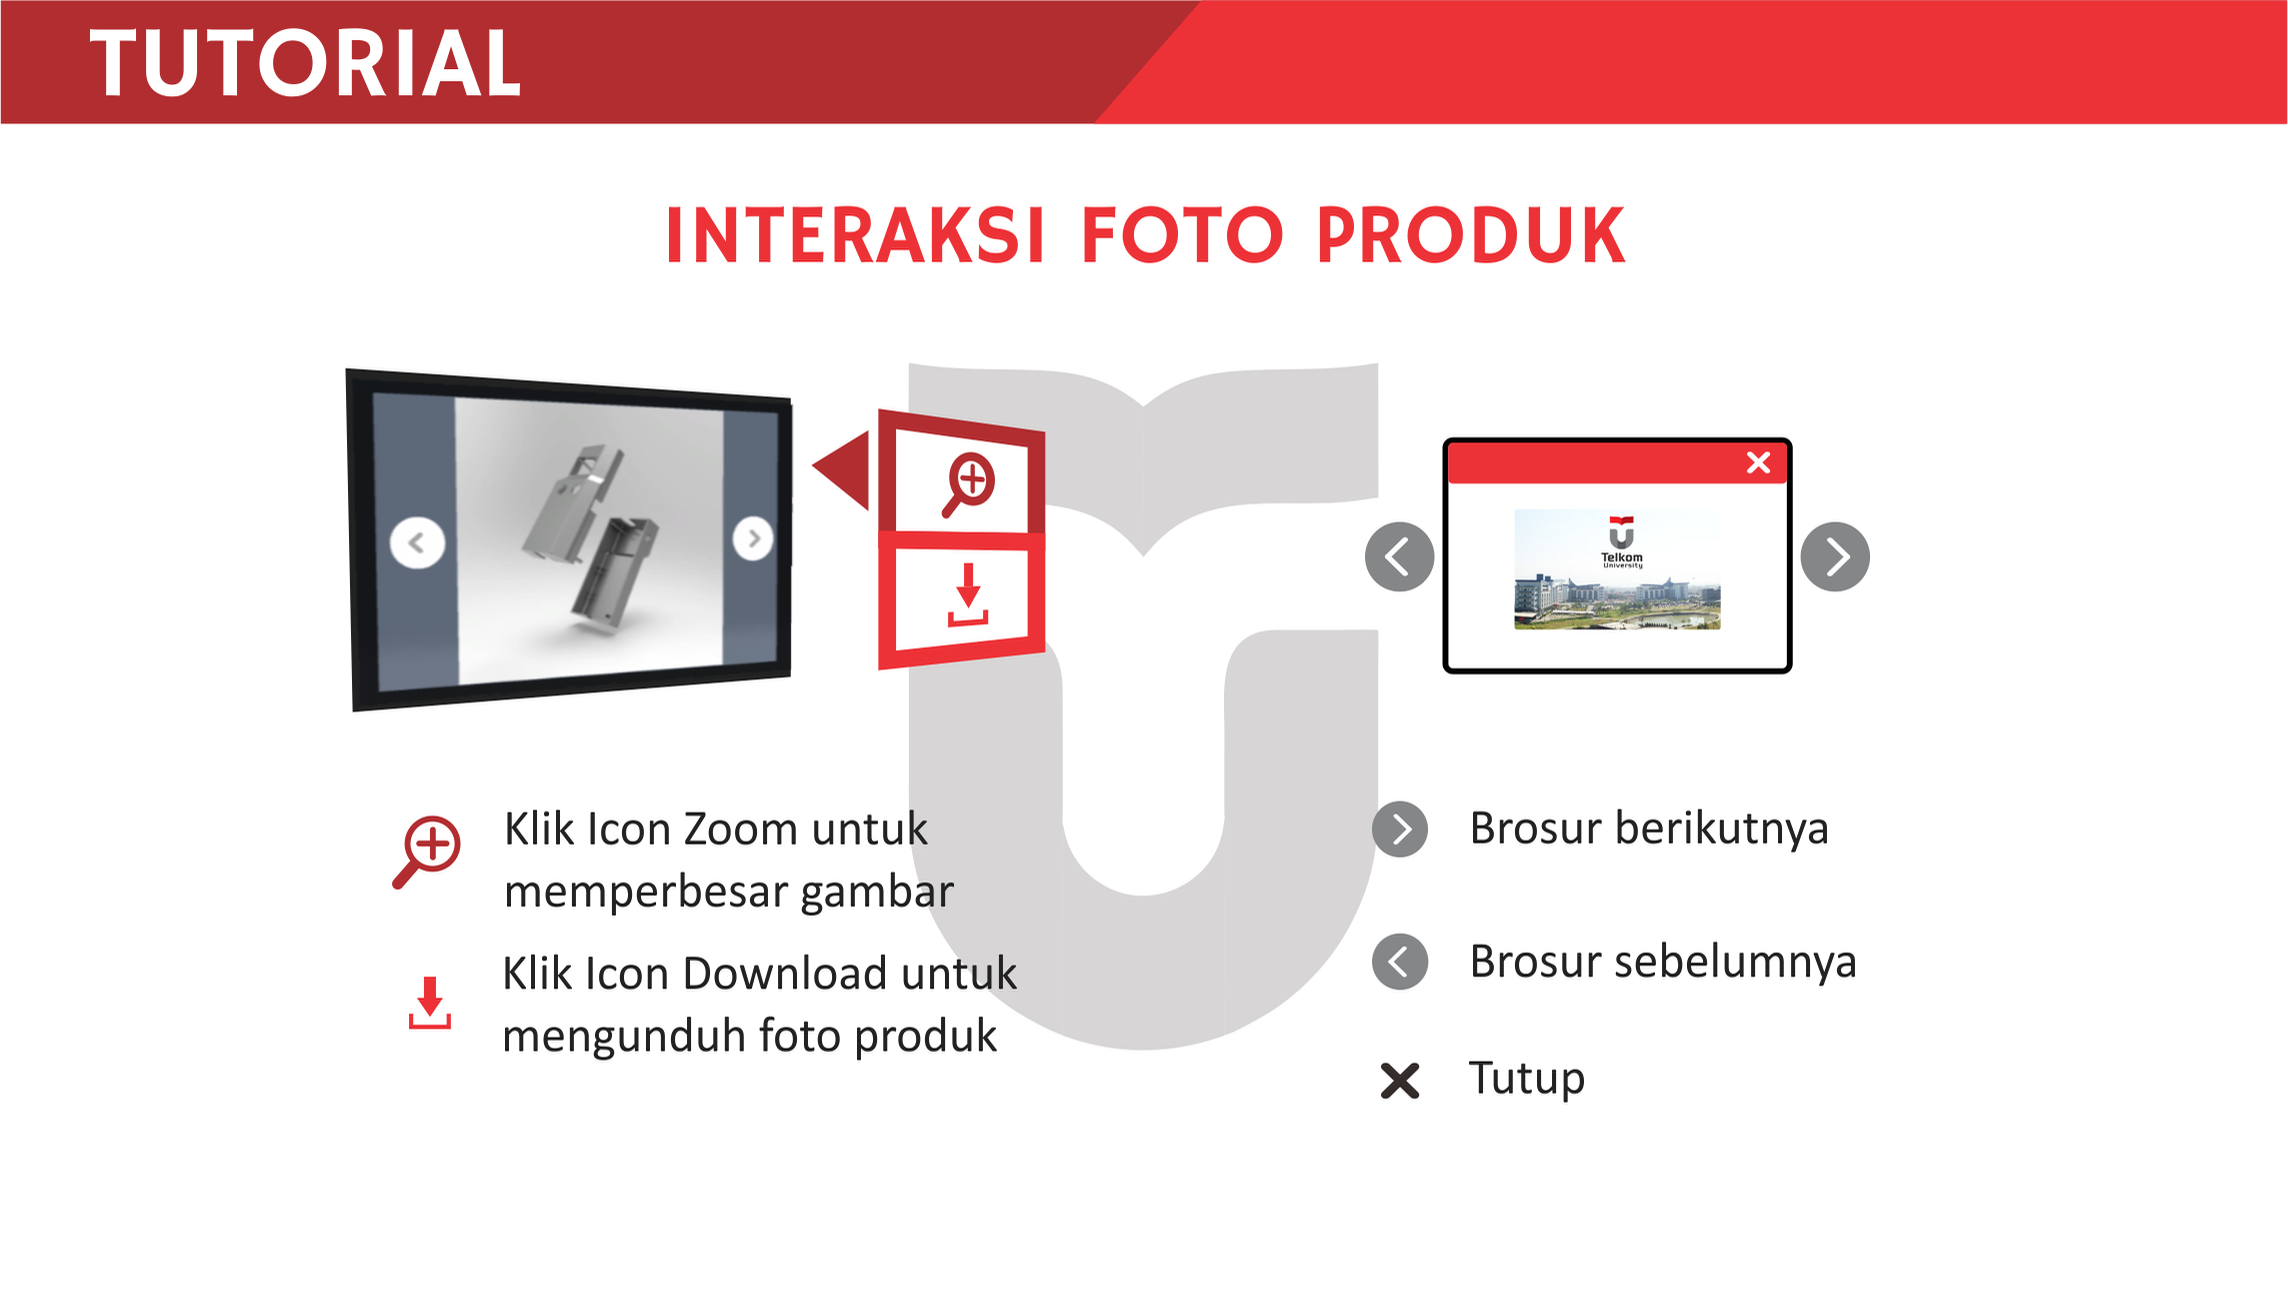 TUTORIAL
INTERAKSI FOTO PRODUK
Telkom
University
Klik Icon Zoom untuk
memperbesar gambar
Klik Icon Download untuk
mengunduh foto produk
Brosur berikutnya
Brosur sebelumnya
Tutup